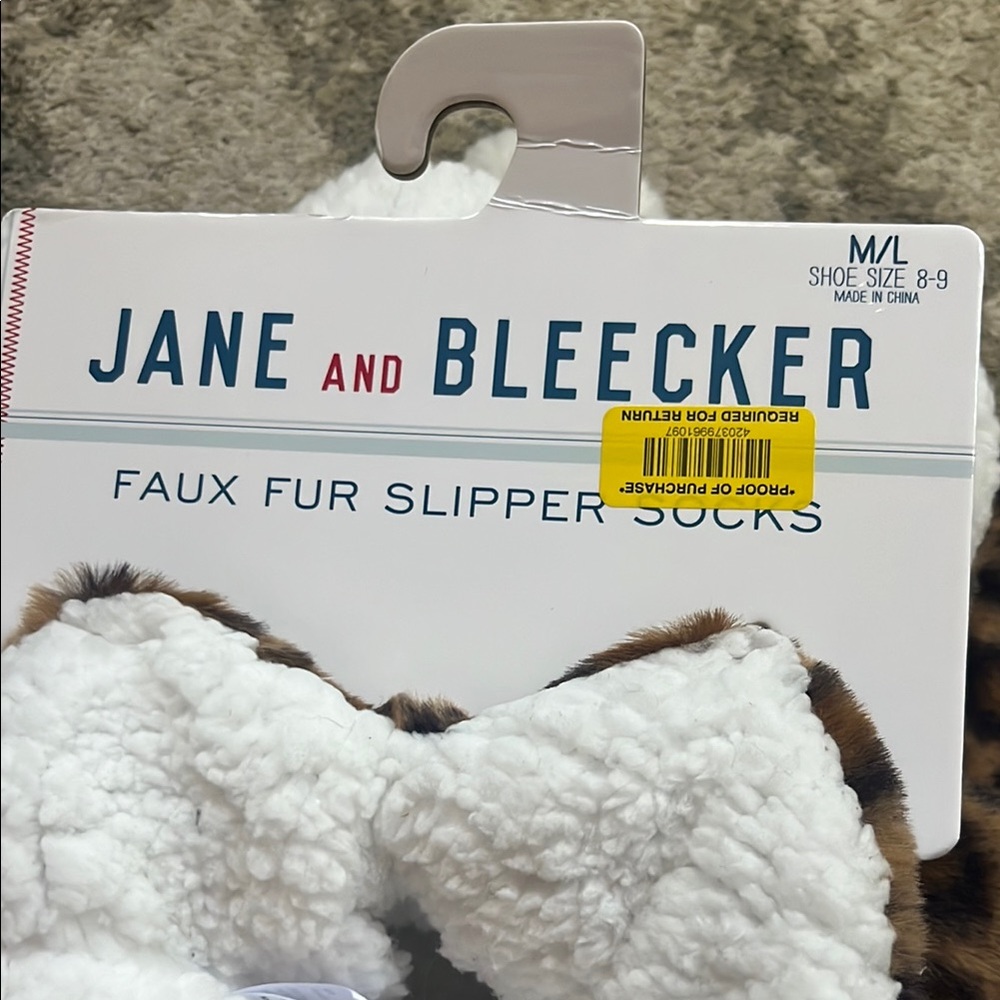 M/L
SHOE SIZE 8-9
MADE IN CHINA
JANE AND BLEECKER
*PROOF OF PURCHASE*
420379961097
REQUIRED FOR RETURN
FAUX FUR SLIPPER SOCKS